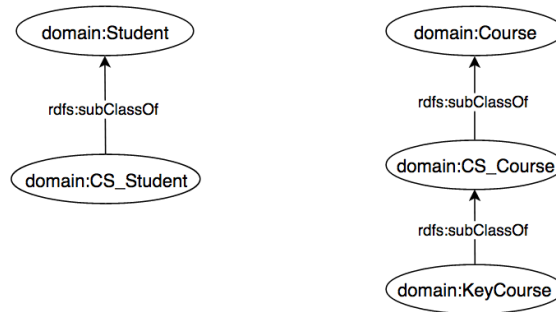 domain:Student
domain:Course
rdfs:subClassOf
rdfs:subClassOf
domain:CS_Student
domain:CS_Course
rdfs:subClassOf
domain:KeyCourse